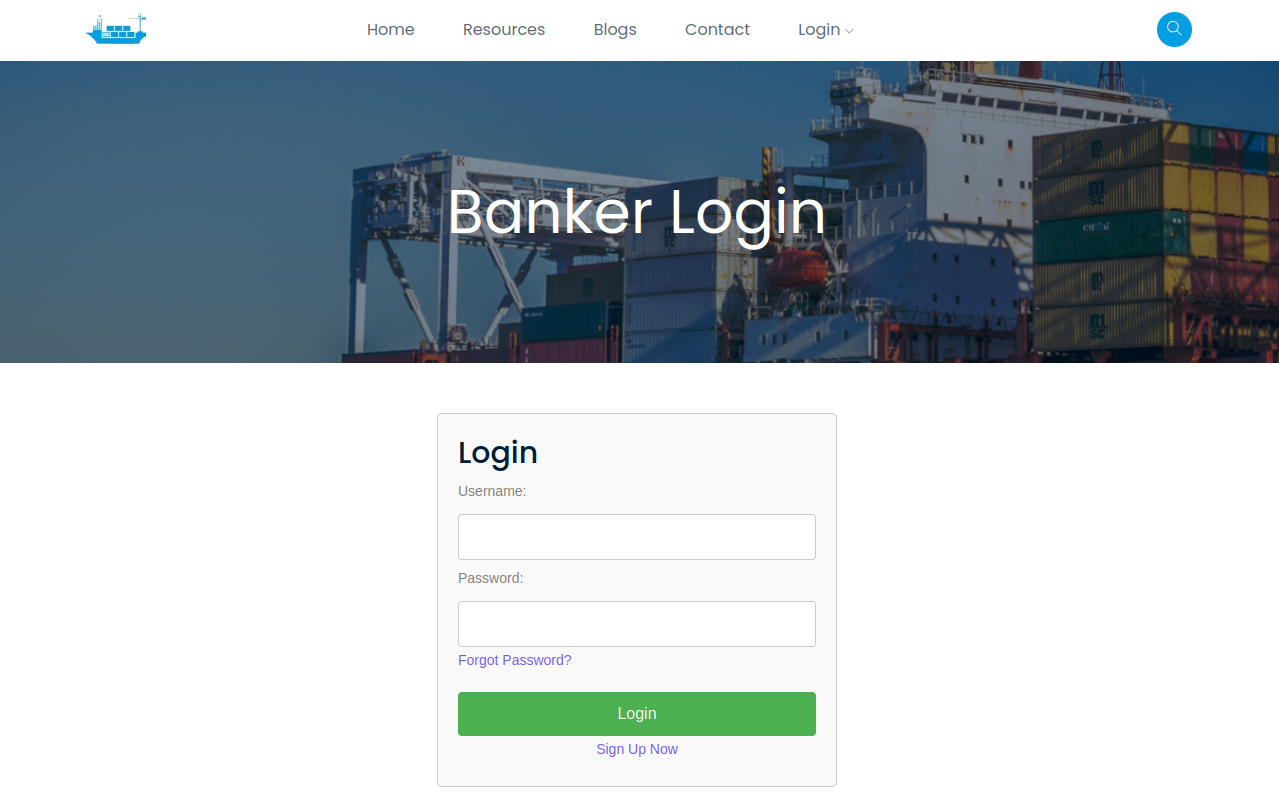 Home Resources Blogs Contact Login
Banker Login
Login
Username:
Password:
Forgot Password?
Login
Sign Up Now